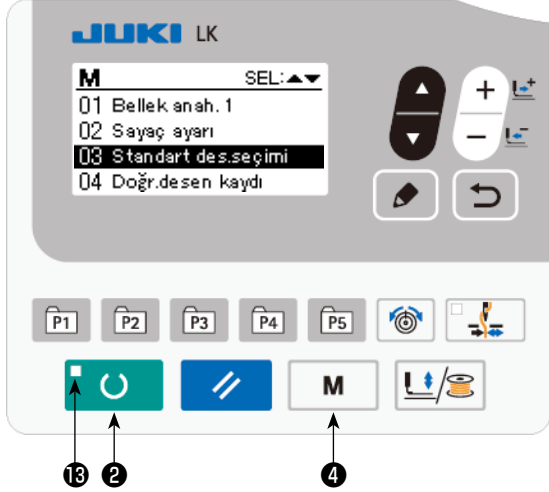 JUKI LK
M SEL:▲▼
01 Bellek anah. 1
02 Sayaç ayarı
03 Standart des.seçimi
04 Doğr.desen kaydı
P1 P2 P3 P4 P5
M
⓭ ❷ ❹